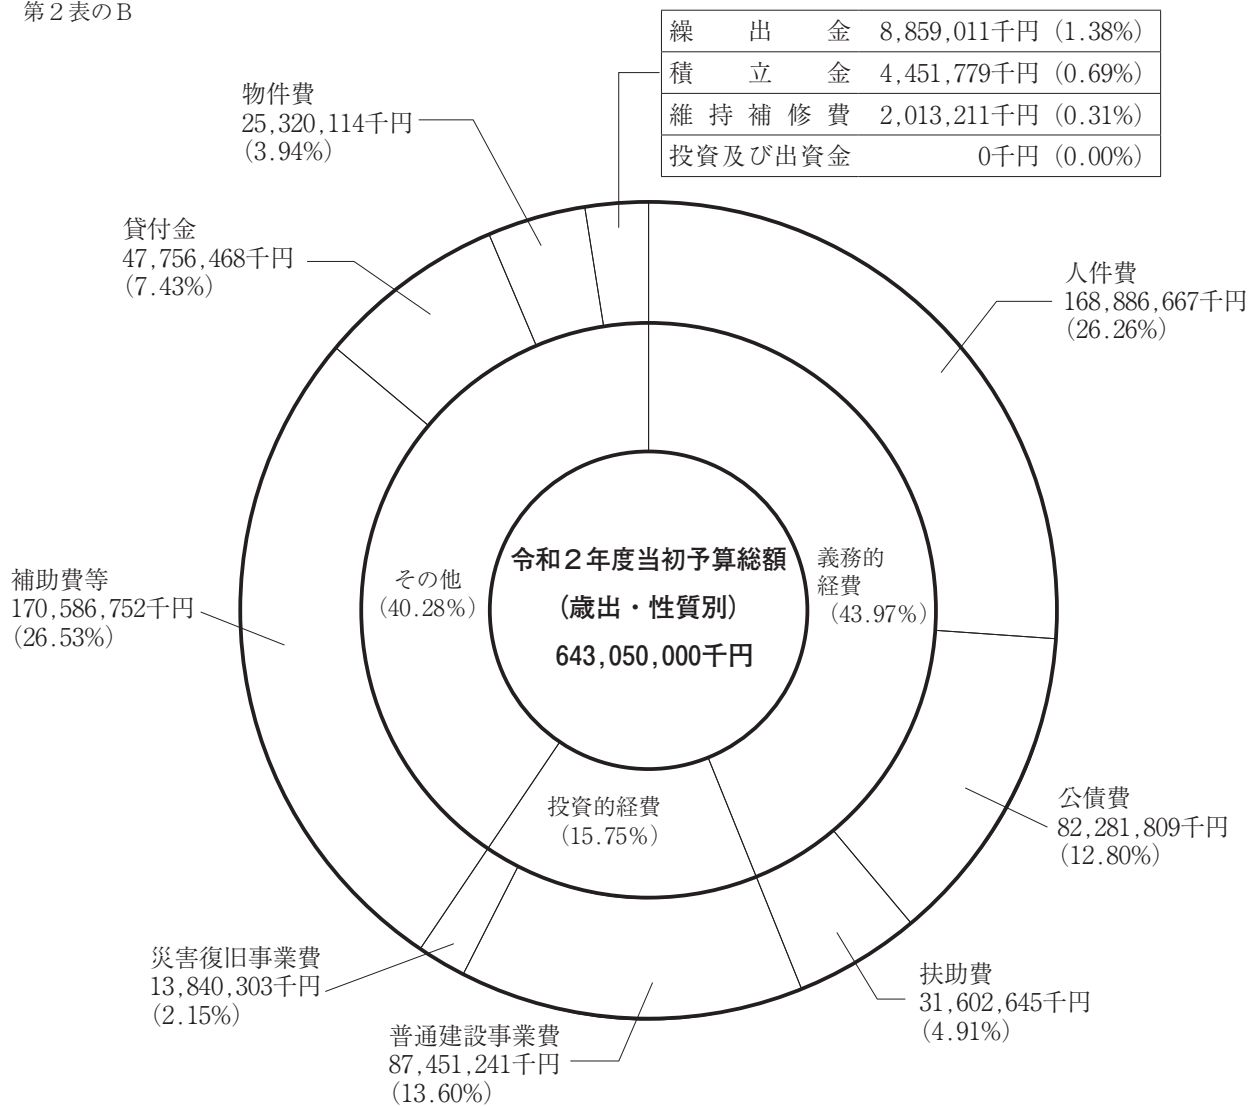 第２表のＢ
繰出金 8,859,011千円（1.38%）
積立金 4,451,779千円（0.69%）
維持補修費 2,013,211千円（0.31%）
投資及び出資金 0千円（0.00%）
物件費
25,320,114千円
（3.94%）
貸付金
47,756,468千円
（7.43%）
人件費
168,886,667千円
（26.26%）
補助費等
170,586,752千円
（26.53%）
その他
（40.28%）
令和２年度当初予算総額
（歳出・性質別）
643,050,000千円
義務的
経費
（43.97%）
投資的経費
（15.75%）
公債費
82,281,809千円
（12.80%）
災害復旧事業費
13,840,303千円
（2.15%）
扶助費
31,602,645千円
（4.91%）
普通建設事業費
87,451,241千円
（13.60%）